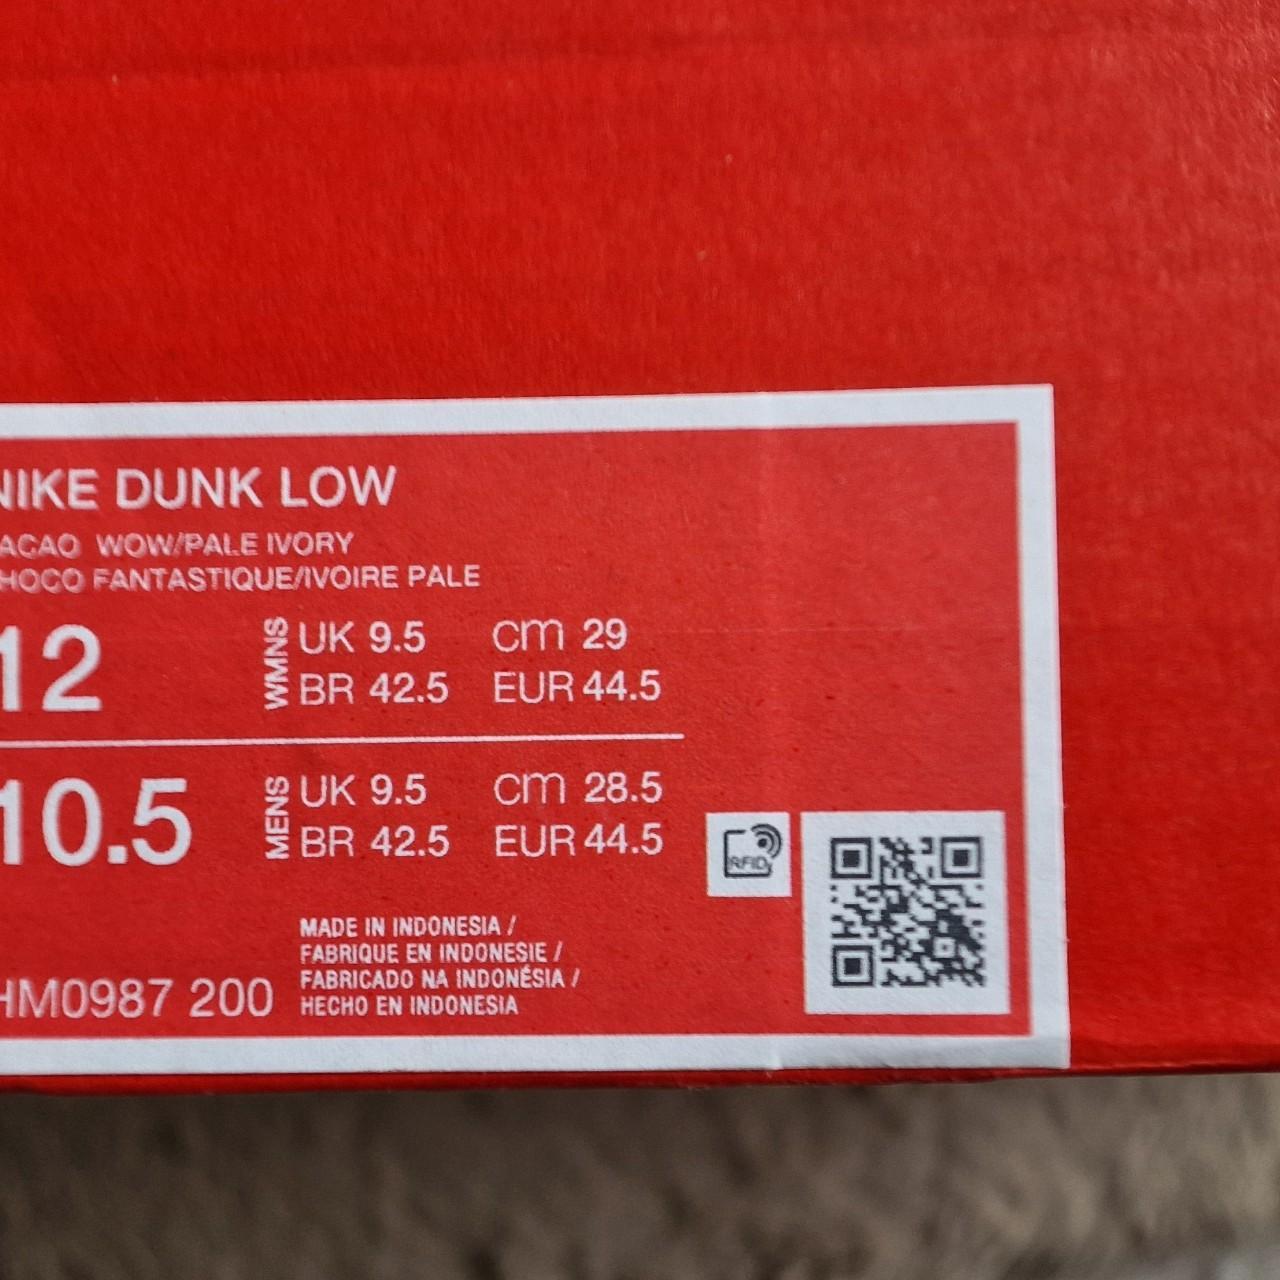 NIKE DUNK LOW
ACAO WOW/PALE IVORY
HOCO FANTASTIQUE/IVOIRE PALE
12 WMNS UK 9.5 cm 29
BR 42.5 EUR 44.5
10.5 MENS UK 9.5 cm 28.5
BR 42.5 EUR 44.5
RFID
MADE IN INDONESIA /
FABRIQUE EN INDONESIE /
FABRICADO NA INDONÉSIA /
HECHO EN INDONESIA
HM0987 200